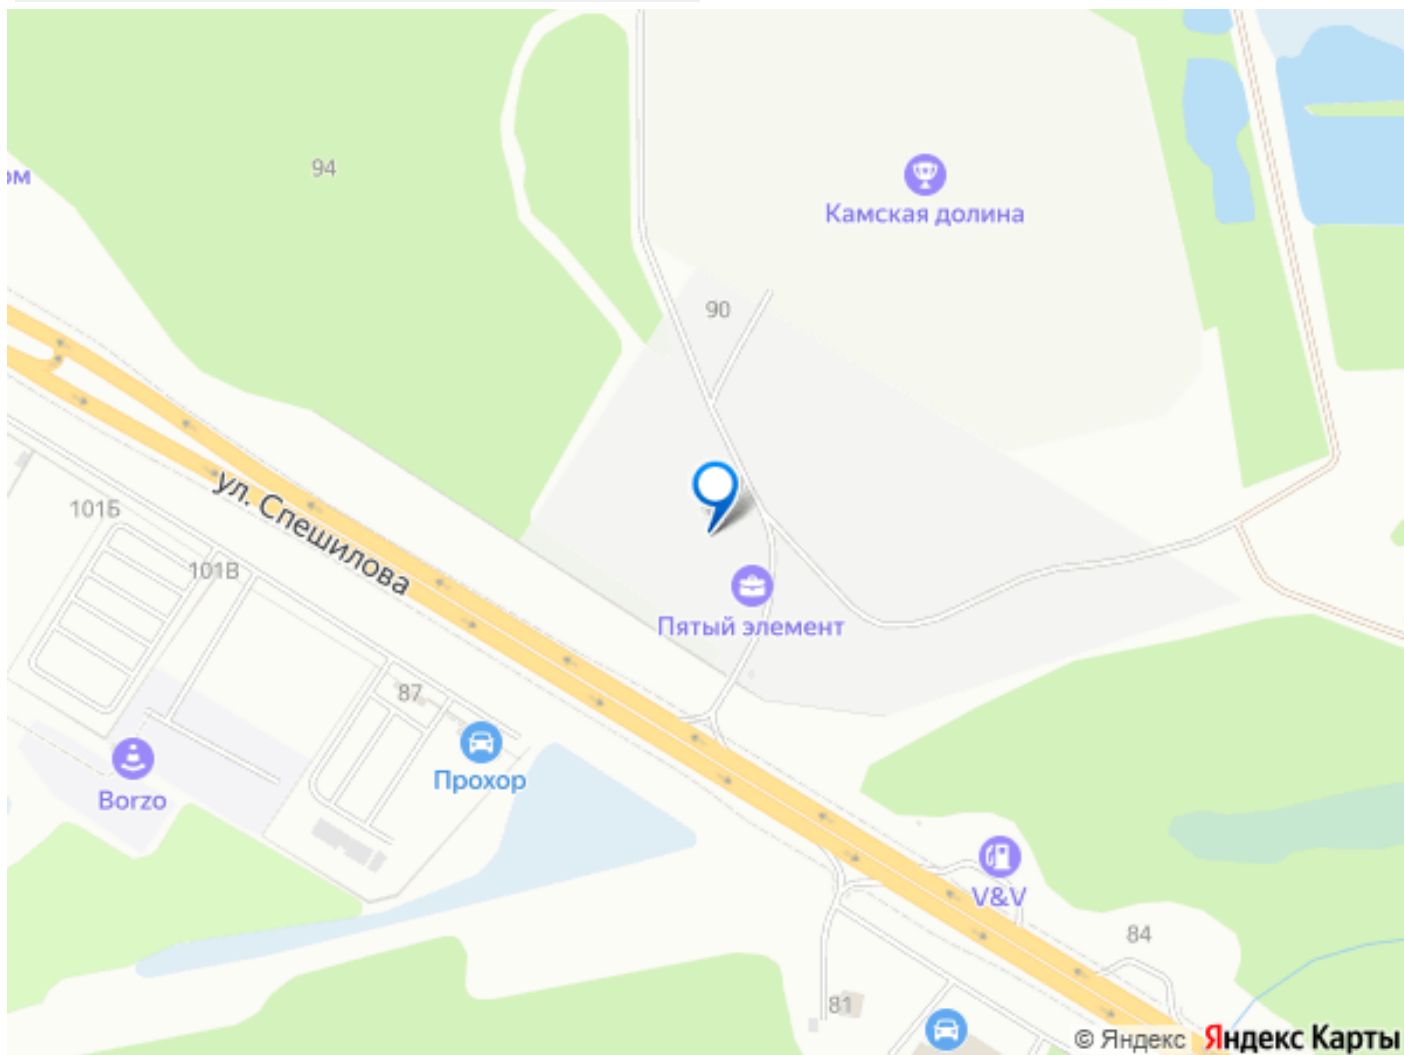 94
ом
Камская долина
90
ул. Спешилова
101Б
101В
Пятый элемент
87
Прохор
Borzo
V&V
84
81
© Яндекс Яндекс Карты